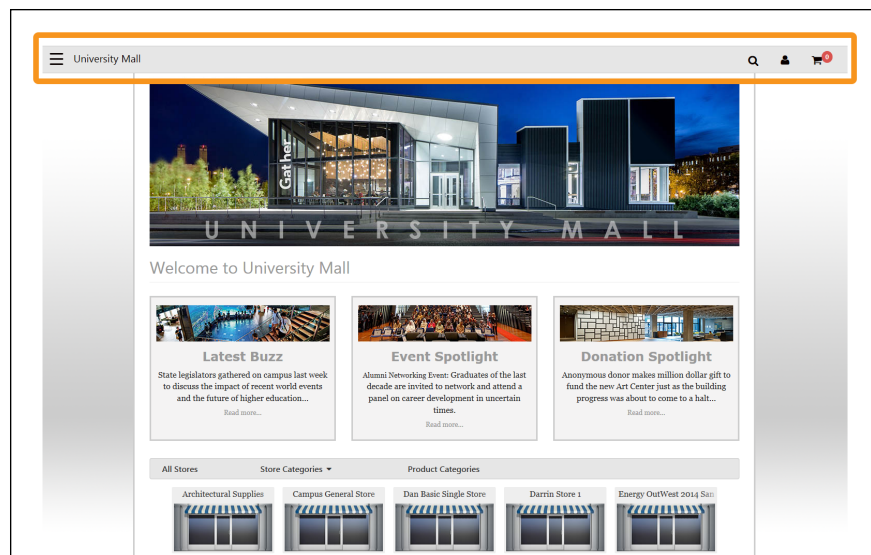 University Mall
0
Gather
UNIVERSITY MALL
Welcome to University Mall
Latest Buzz
State legislators gathered on campus last week
to discuss the impact of recent world events
and the future of higher education...
Read more...
Event Spotlight
Alumni Networking Event: Graduates of the last
decade are invited to network and attend a
panel on career development in uncertain
times.
Read more...
Donation Spotlight
Anonymous donor makes million dollar gift to
fund the new Art Center just as the building
progress was about to come to a halt...
Read more...
All Stores Store Categories Product Categories
Architectural Supplies Campus General Store Dan Basic Single Store Darrin Store 1 Energy OutWest 2014 San